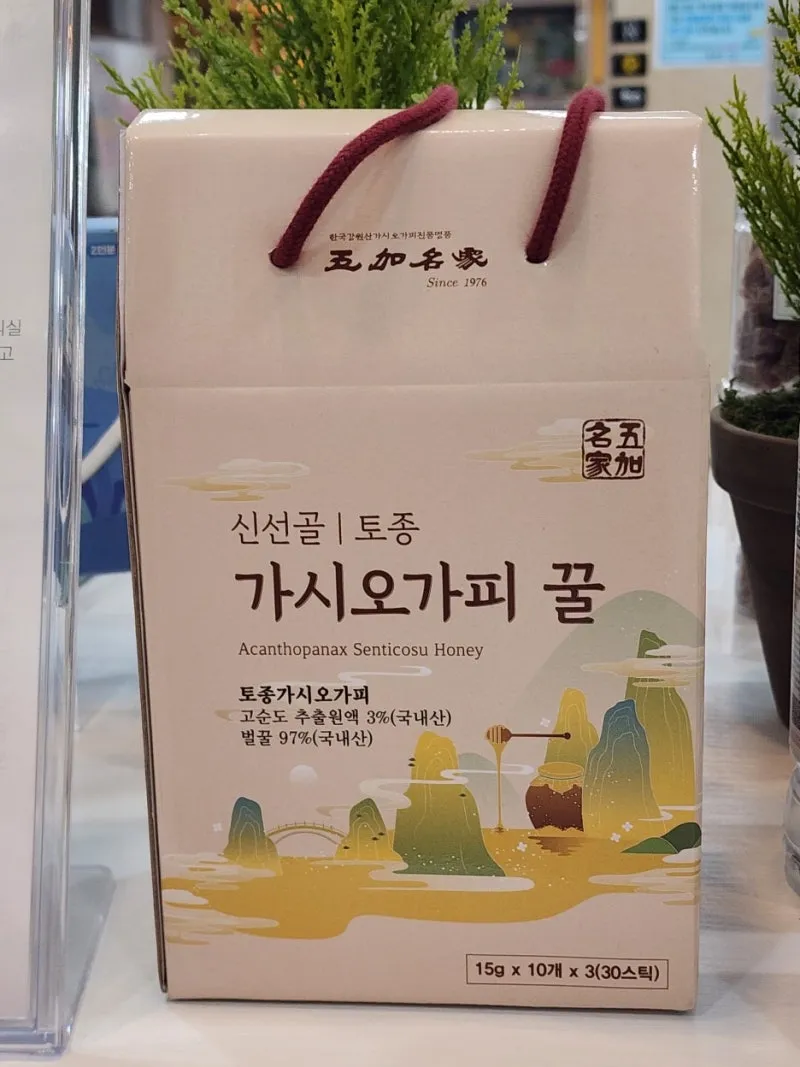 한국강원산가시오가피전통명품
五加名家
Since 1976
五加
名家
신선골 | 토종
가시오가피 꿀
Acanthopanax Senticosu Honey
토종가시오가피
고순도 추출원액 3%(국내산)
벌꿀 97%(국내산)
15g x 10개 x 3(30스틱)
고